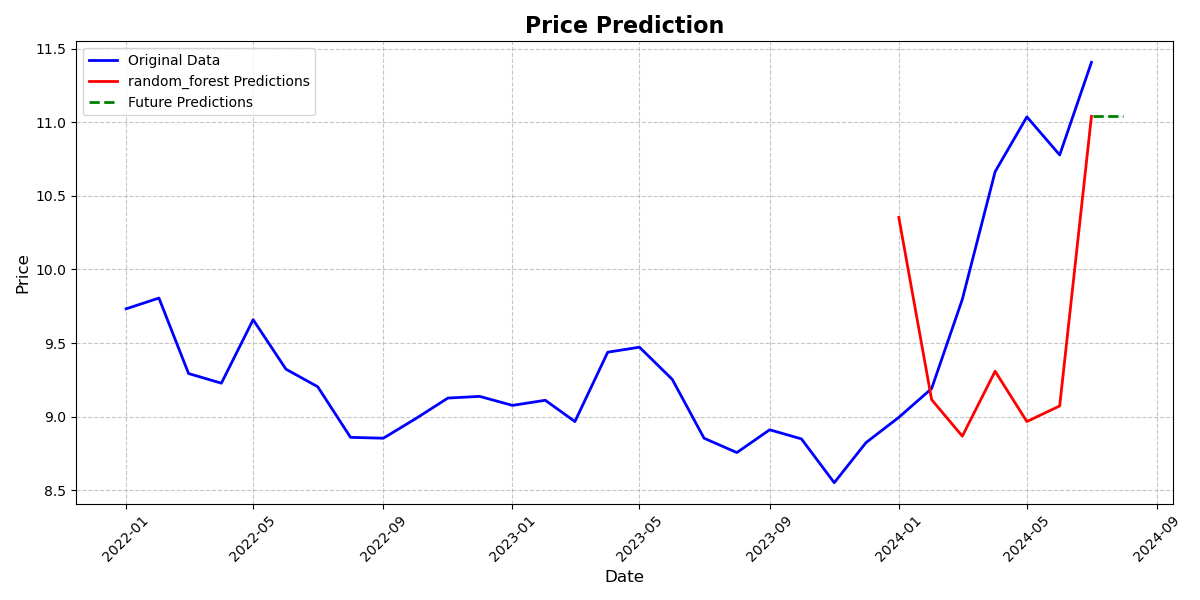 Price Prediction
Original Data
random_forest Predictions
Future Predictions
Price
11.5
11.0
10.5
10.0
9.5
9.0
8.5
2022-01
2022-05
2022-09
2023-01
2023-05
2023-09
2024-01
2024-05
2024-09
Date